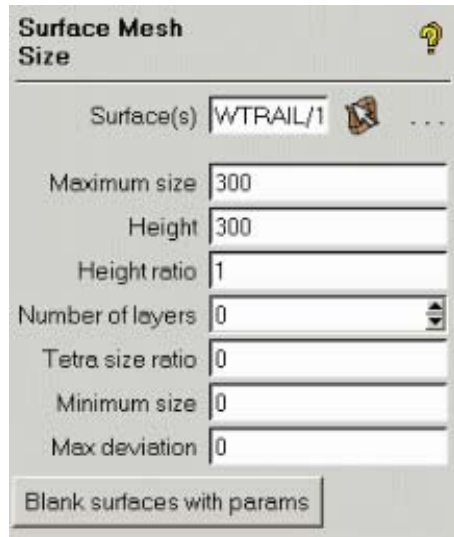 Surface Mesh
Size
Surface(s) WTRAIL/1 ...
Maximum size 300
Height 300
Height ratio 1
Number of layers 0
Tetra size ratio 0
Minimum size 0
Max deviation 0
Blank surfaces with params